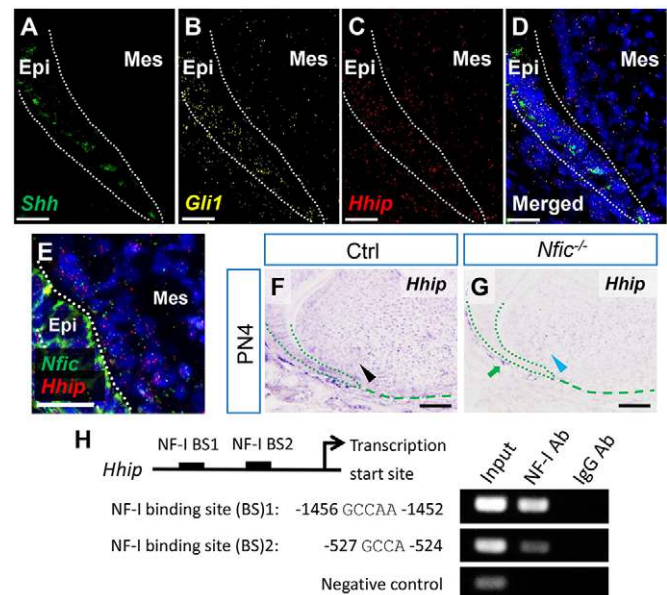 A
B
C
D
Epi
Mes
Epi
Mes
Epi
Mes
Epi
Mes
Shh
Gli1
Hhip
Merged
E
Epi
Mes
Nfic
Hhip
Ctrl
Nfic-/-
PN4
F
Hhip
G
Hhip
H
NF-I BS1
NF-I BS2
Hhip
Transcription
start site
Input
NF-I Ab
IgG Ab
NF-I binding site (BS)1: -1456 GCCAA -1452
NF-I binding site (BS)2: -527 GCCA -524
Negative control